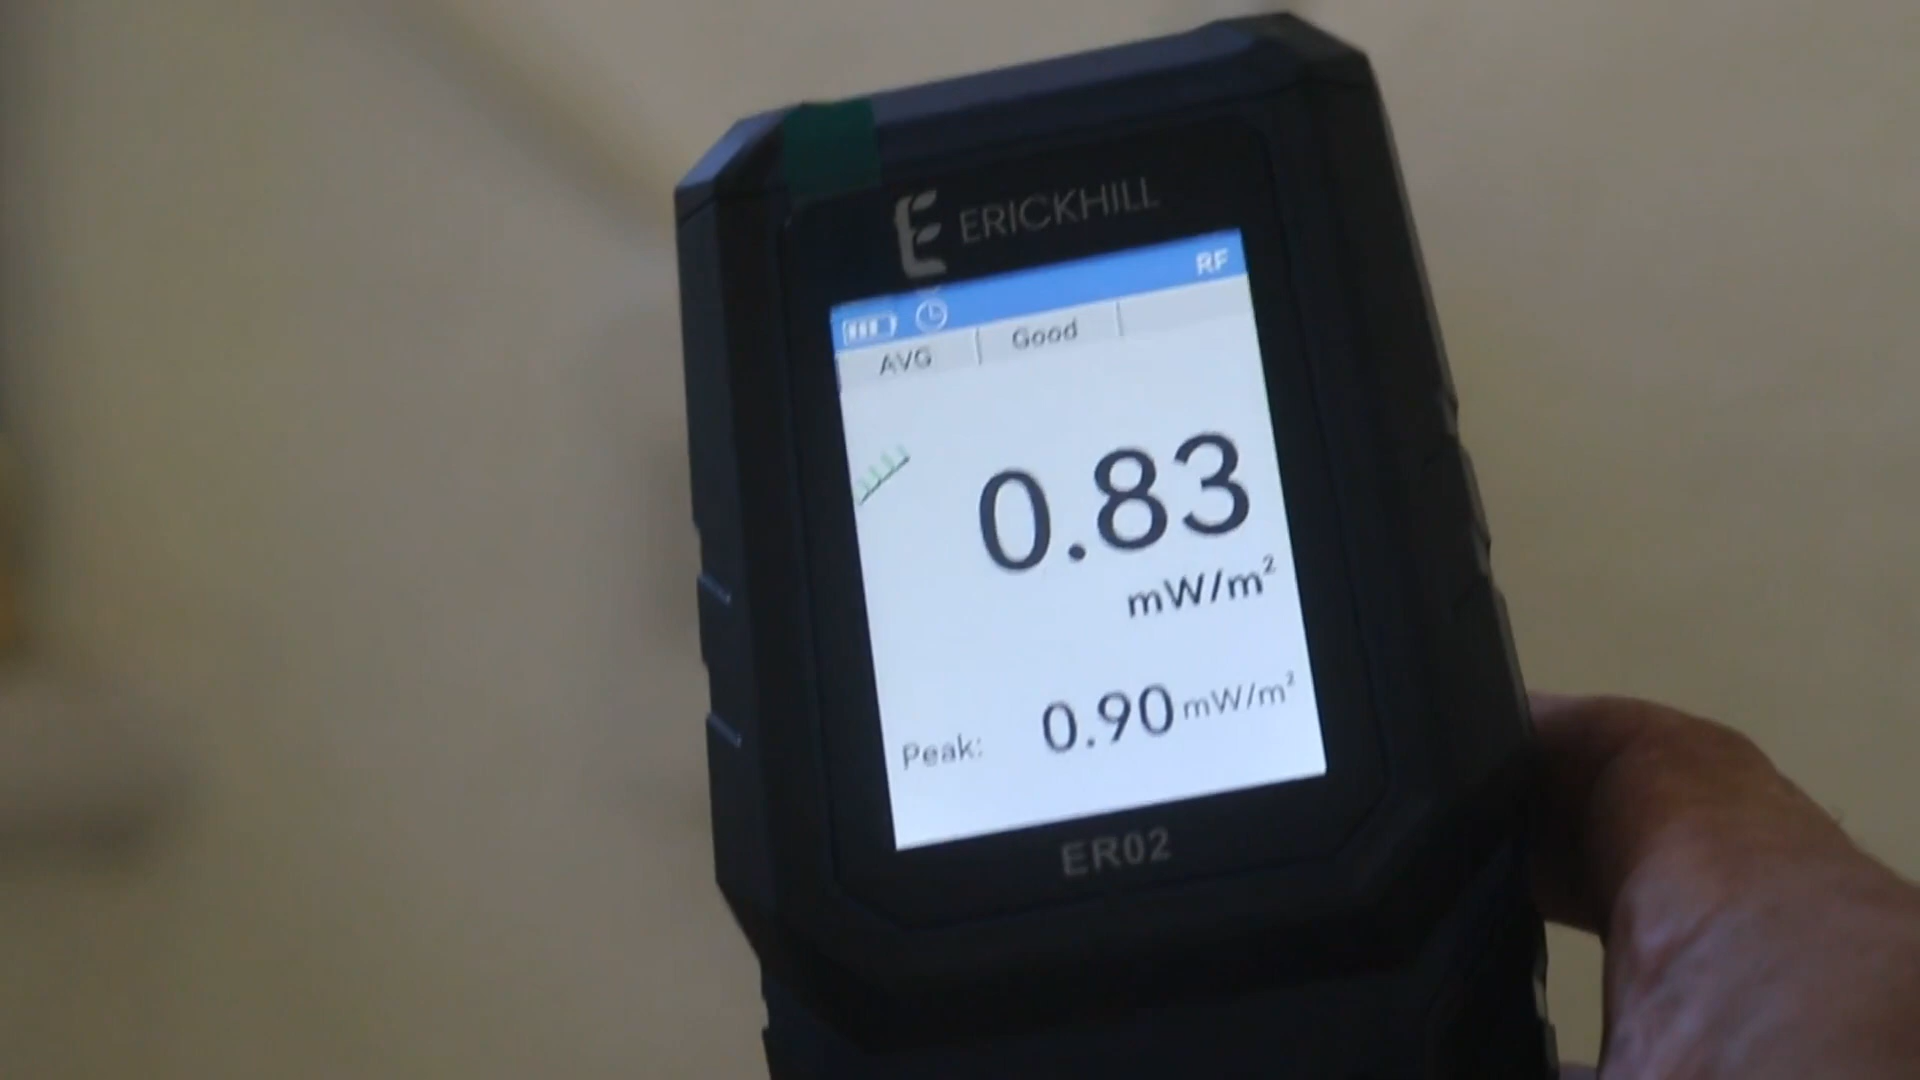 ERICKHILL
RF
AVG Good
0.83
mW/m²
Peak: 0.90 mW/m²
ER02